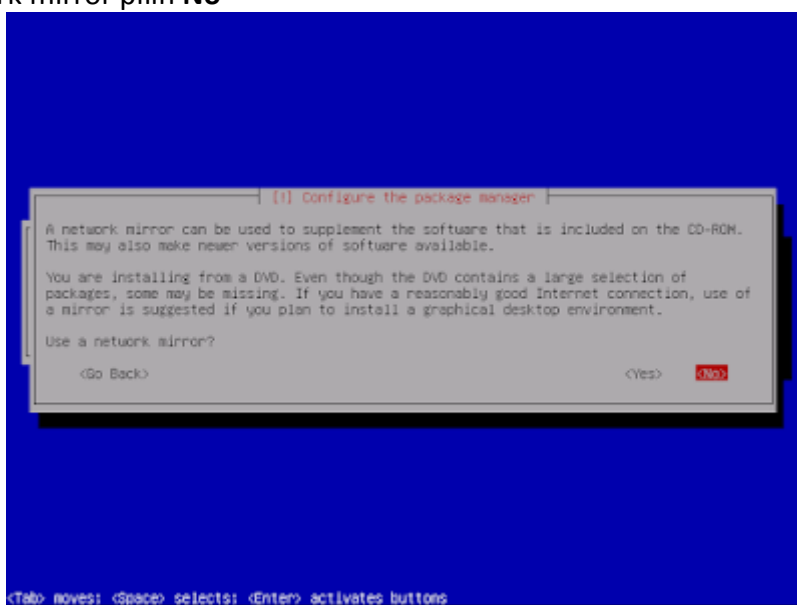 mirror pilih No
[!] Configure the package manager
A network mirror can be used to supplement the software that is included on the CD-ROM.
This may also make newer versions of software available.
You are installing from a DVD. Even though the DVD contains a large selection of
packages, some may be missing. If you have a reasonably good Internet connection, use of
a mirror is suggested if you plan to install a graphical desktop environment.
Use a network mirror?
<Go Back> <Yes> <No>
<Tab> moves; <Space> selects; <Enter> activates buttons